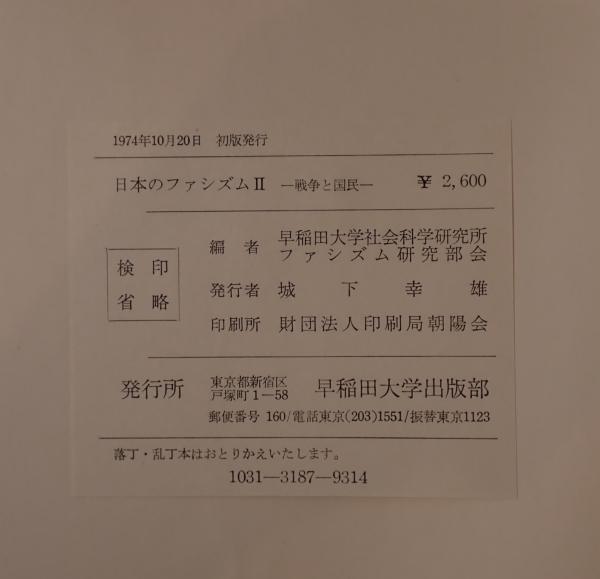 1974年10月20日 初版発行
日本のファシズムII ―戦争と国民― ¥ 2,600
検印
省略
編者 早稲田大学社会科学研究所
ファシズム研究部会
発行者 城下幸雄
印刷所 財団法人印刷局朝陽会
発行所 東京都新宿区
戸塚町1―58 早稲田大学出版部
郵便番号 160/電話東京(203)1551/振替東京1123
落丁・乱丁本はおとりかえいたします。
1031―3187―9314